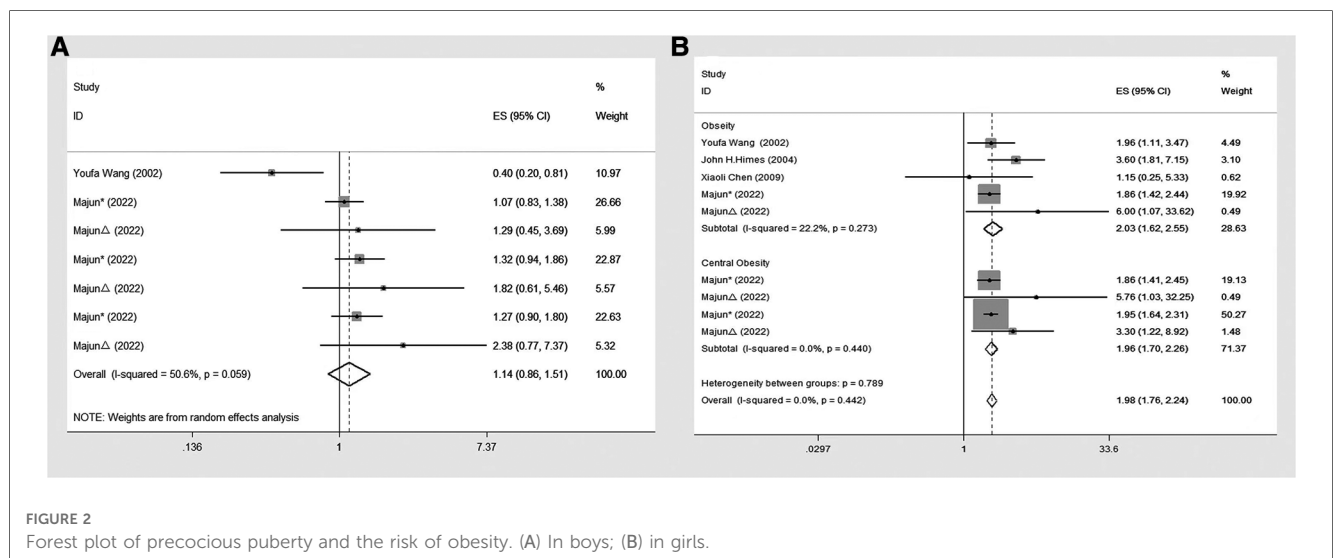 A
Study %
ID ES (95% CI) Weight
Youfa Wang (2002) 0.40 (0.20, 0.81) 10.97
Majun* (2022) 1.07 (0.83, 1.38) 26.66
Majun△ (2022) 1.29 (0.45, 3.69) 5.99
Majun* (2022) 1.32 (0.94, 1.86) 22.87
Majun△ (2022) 1.82 (0.61, 5.46) 5.57
Majun* (2022) 1.27 (0.90, 1.80) 22.63
Majun△ (2022) 2.38 (0.77, 7.37) 5.32
Overall (I-squared = 50.6%, p = 0.059) 1.14 (0.86, 1.51) 100.00
NOTE: Weights are from random effects analysis
.136 1 7.37
B
Study %
ID ES (95% CI) Weight
Obseity
Youfa Wang (2002) 1.96 (1.11, 3.47) 4.49
John H.Himes (2004) 3.60 (1.81, 7.15) 3.10
Xiaoli Chen (2009) 1.15 (0.25, 5.33) 0.62
Majun* (2022) 1.86 (1.42, 2.44) 19.92
Majun△ (2022) 6.00 (1.07, 33.62) 0.49
Subtotal (I-squared = 22.2%, p = 0.273) 2.03 (1.62, 2.55) 28.63
Central Obesity
Majun* (2022) 1.86 (1.41, 2.45) 19.13
Majun△ (2022) 5.76 (1.03, 32.25) 0.49
Majun* (2022) 1.95 (1.64, 2.31) 50.27
Majun△ (2022) 3.30 (1.22, 8.92) 1.48
Subtotal (I-squared = 0.0%, p = 0.440) 1.96 (1.70, 2.26) 71.37
Heterogeneity between groups: p = 0.789
Overall (I-squared = 0.0%, p = 0.442) 1.98 (1.76, 2.24) 100.00
.0297 1 33.6
FIGURE 2
Forest plot of precocious puberty and the risk of obesity. (A) In boys; (B) in girls.